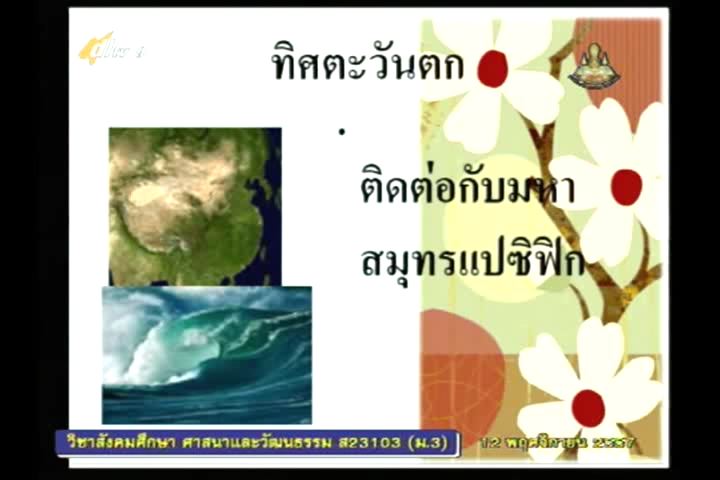 ทิศตะวันตก
ติดต่อกับมหา
สมุทรแปซิฟิก
วิชาสังคมศึกษา ศาสนาและวัฒนธรรม ส23103 (ม.3)
12 พฤศจิกายน